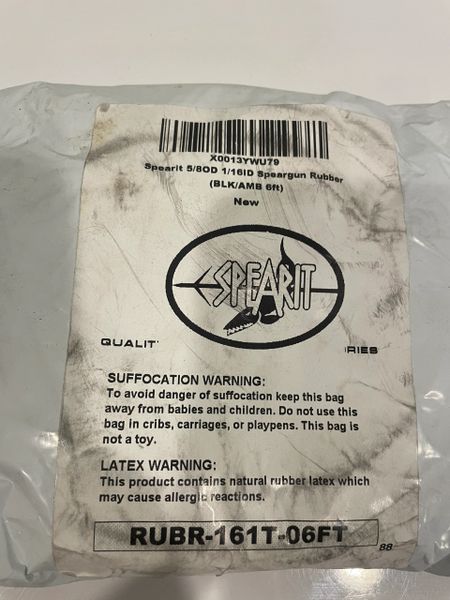 X0013YWU79
Spearit 5/8OD 1/16ID Speargun Rubber
(BLK/AMB 6ft)
New
SPEARIT
QUALIT
RIES
SUFFOCATION WARNING:
To avoid danger of suffocation keep this bag
away from babies and children. Do not use this
bag in cribs, carriages, or playpens. This bag is
not a toy.
LATEX WARNING:
This product contains natural rubber latex which
may cause allergic reactions.
RUBR-161T-06FT
88